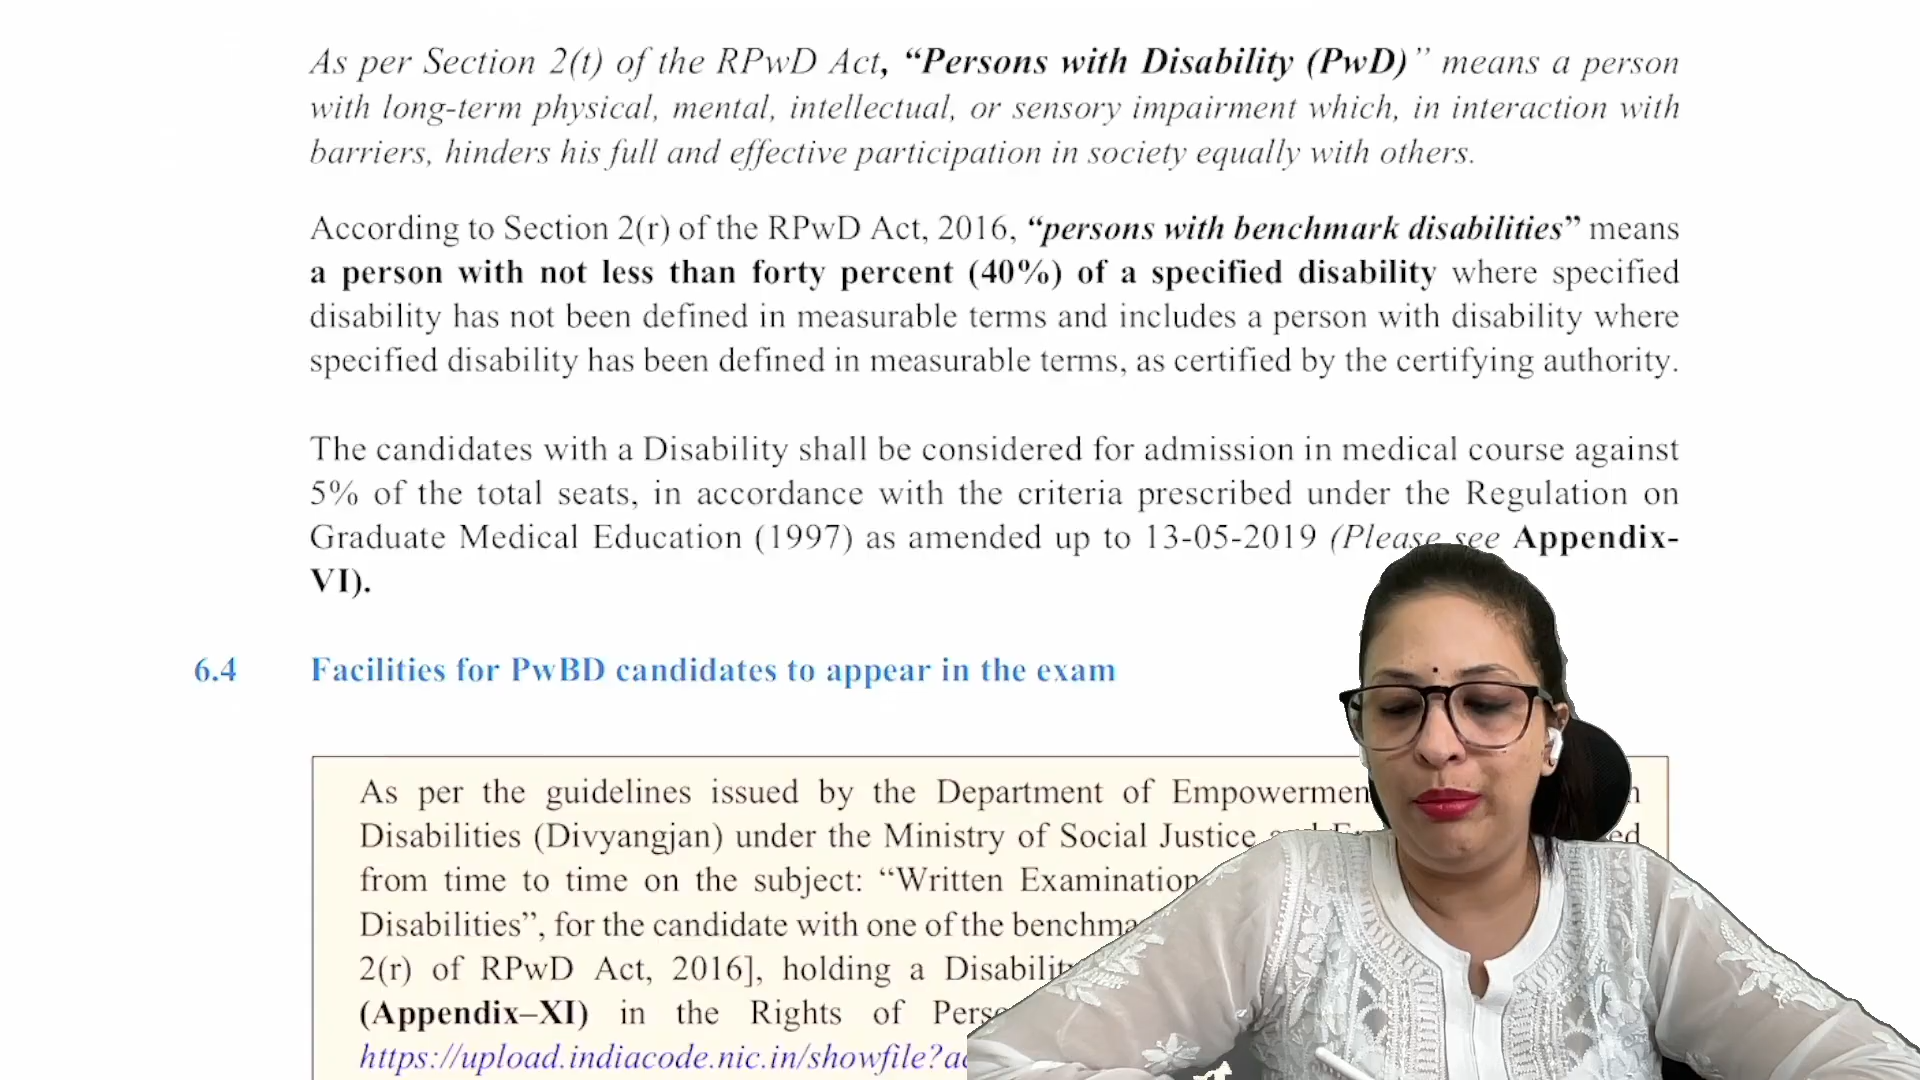 As per Section 2(t) of the RPwD Act, “Persons with Disability (PwD)” means a person
with long-term physical, mental, intellectual, or sensory impairment which, in interaction with
barriers, hinders his full and effective participation in society equally with others.
According to Section 2(r) of the RPwD Act, 2016, “persons with benchmark disabilities” means
a person with not less than forty percent (40%) of a specified disability where specified
disability has not been defined in measurable terms and includes a person with disability where
specified disability has been defined in measurable terms, as certified by the certifying authority.
The candidates with a Disability shall be considered for admission in medical course against
5% of the total seats, in accordance with the criteria prescribed under the Regulation on
Graduate Medical Education (1997) as amended up to 13-05-2019 (Please see Appendix-
VI).
6.4 Facilities for PwBD candidates to appear in the exam
As per the guidelines issued by the Department of
Disabilities (Divyangjan) under the Ministry of Social Justice
from time to time on the subject: “Written Examination
Disabilities”, for the candidate with one of the
2(r) of RPwD Act, 2016], holding a
(Appendix–XI) in the Rights of
https://upload.indiacode.nic.in/showfile?